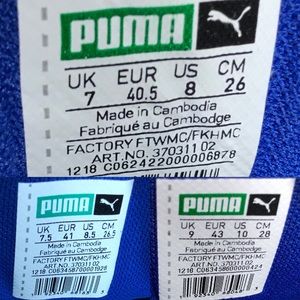 PUMA
UK EUR US CM
7 40.5 8 26
Made in Cambodia
Fabriqué au Cambodge
FACTORY FTWMC/FKHMC
ART.NO. 370311 02
1218 C0624220000006878
PUMA
UK EUR US CM
7.5 41 8.5 26.5
Made in Cambodia
Fabriqué au Cambodge
FACTORY FTWMC/FKHMC
ART.NO. 370311 02
PUMA
UK EUR US CM
9 43 10 28
Made in Cambodia
Fabriqué au Cambodge
FACTORY FTWMC/FKHMC
ART.NO. 370311 02